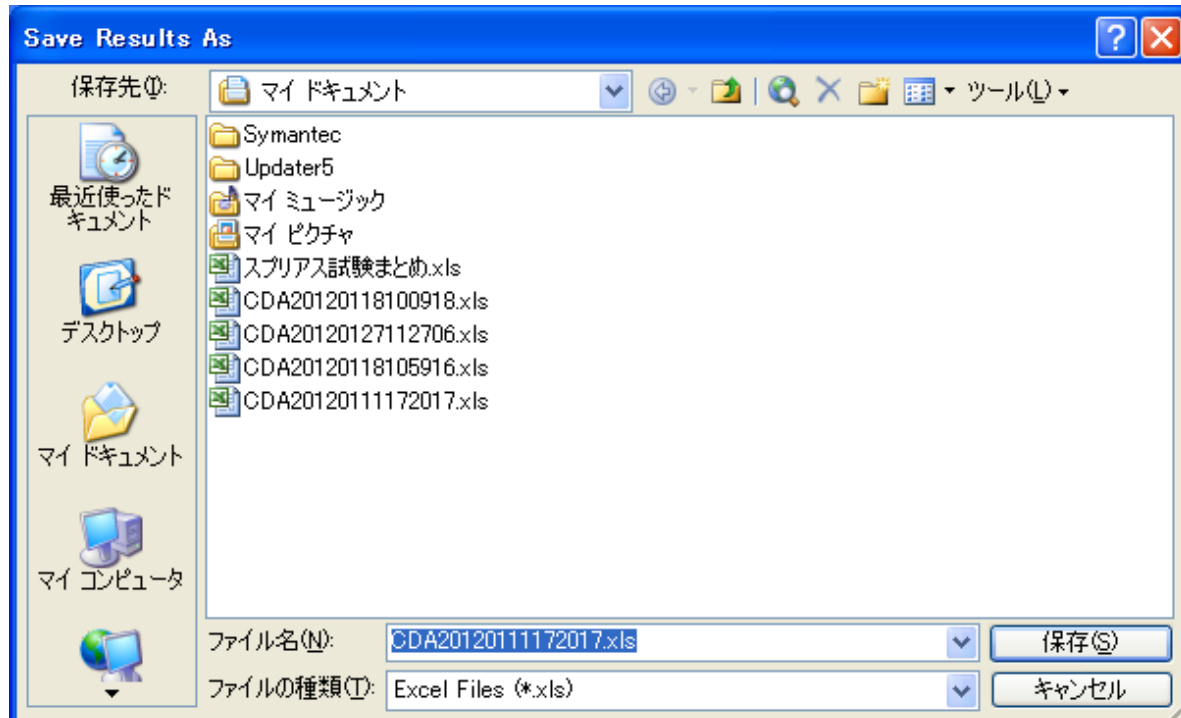 Save Results As
保存先(I):
マイ ドキュメント
ツール(L)
最近使ったド
キュメント
デスクトップ
マイ ドキュメント
マイ コンピュータ
Symantec
Updater5
マイ ミュージック
マイ ピクチャ
スプリアス試験まとめ.xls
CDA20120118100918.xls
CDA20120127112706.xls
CDA20120118105916.xls
CDA20120111172017.xls
ファイル名(N):
CDA20120111172017.xls
保存(S)
ファイルの種類(T):
Excel Files (*.xls)
キャンセル